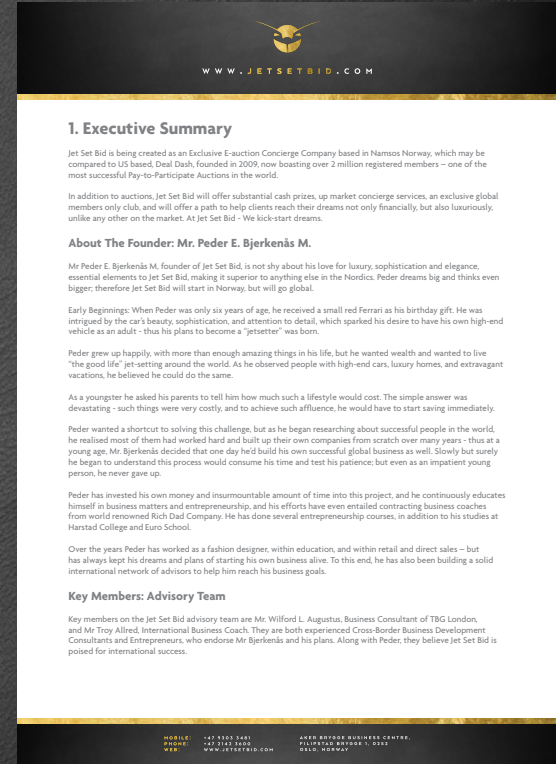 WWW.JETSETBID.COM
1. Executive Summary
Jet Set Bid is being created as an Exclusive E-auction Concierge Company based in Namsos Norway, which may be
compared to US based, Deal Dash, founded in 2009, now boasting over 2 million registered members – one of the
most successful Pay-to-Participate Auctions in the world.
In addition to auctions, Jet Set Bid will offer substantial cash prizes, up market concierge services, an exclusive global
members only club, and will offer a path to help clients reach their dreams not only financially, but also luxuriously,
unlike any other on the market. At Jet Set Bid - We kick-start dreams.
About The Founder: Mr. Peder E. Bjerkenås M.
Mr Peder E. Bjerkenås M, founder of Jet Set Bid, is not shy about his love for luxury, sophistication and elegance,
essential elements to Jet Set Bid, making it superior to anything else in the Nordics. Peder dreams big and thinks even
bigger; therefore Jet Set Bid will start in Norway, but will go global.
Early Beginnings: When Peder was only six years of age, he received a small red Ferrari as his birthday gift. He was
intrigued by the car's beauty, sophistication, and attention to detail, which sparked his desire to have his own high-end
vehicle as an adult - thus his plans to become a "jetsetter" was born.
Peder grew up happily, with more than enough amazing things in his life, but he wanted wealth and wanted to live
"the good life" jet-setting around the world. As he observed people with high-end cars, luxury homes, and extravagant
vacations, he believed he could do the same.
As a youngster he asked his parents to tell him how much such a lifestyle would cost. The simple answer was
devastating - such things were very costly, and to achieve such affluence, he would have to start saving immediately.
Peder wanted a shortcut to solving this challenge, but as he began researching about successful people in the world,
he realised most of them had worked hard and built up their own companies from scratch over many years - thus at a
young age, Mr. Bjerkenås decided that one day he'd build his own successful global business as well. Slowly but surely
he began to understand this process would consume his time and test his patience; but even as an impatient young
person, he never gave up.
Peder has invested his own money and insurmountable amount of time into this project, and he continuously educates
himself in business matters and entrepreneurship, and his efforts have even entailed contracting business coaches
from world renowned Rich Dad Company. He has done several entrepreneurship courses, in addition to his studies at
Harstad College and Euro School.
Over the years Peder has worked as a fashion designer, within education, and within retail and direct sales – but
has always kept his dreams and plans of starting his own business alive. To this end, he has also been building a solid
international network of advisors to help him reach his business goals.
Key Members: Advisory Team
Key members on the Jet Set Bid advisory team are Mr. Wilford L. Augustus, Business Consultant of TBG London,
and Mr Troy Allred, International Business Coach. They are both experienced Cross-Border Business Development
Consultants and Entrepreneurs, who endorse Mr Bjerkenås and his plans. Along with Peder, they believe Jet Set Bid is
poised for international success.
MOBILE: +47 9303 3481
PHONE: +47 2142 3600
WEB: WWW.JETSETBID.COM
AKER BRYGGE BUSINESS CENTRE,
FILIPSTAD BRYGGE 1, 0252
OSLO, NORWAY